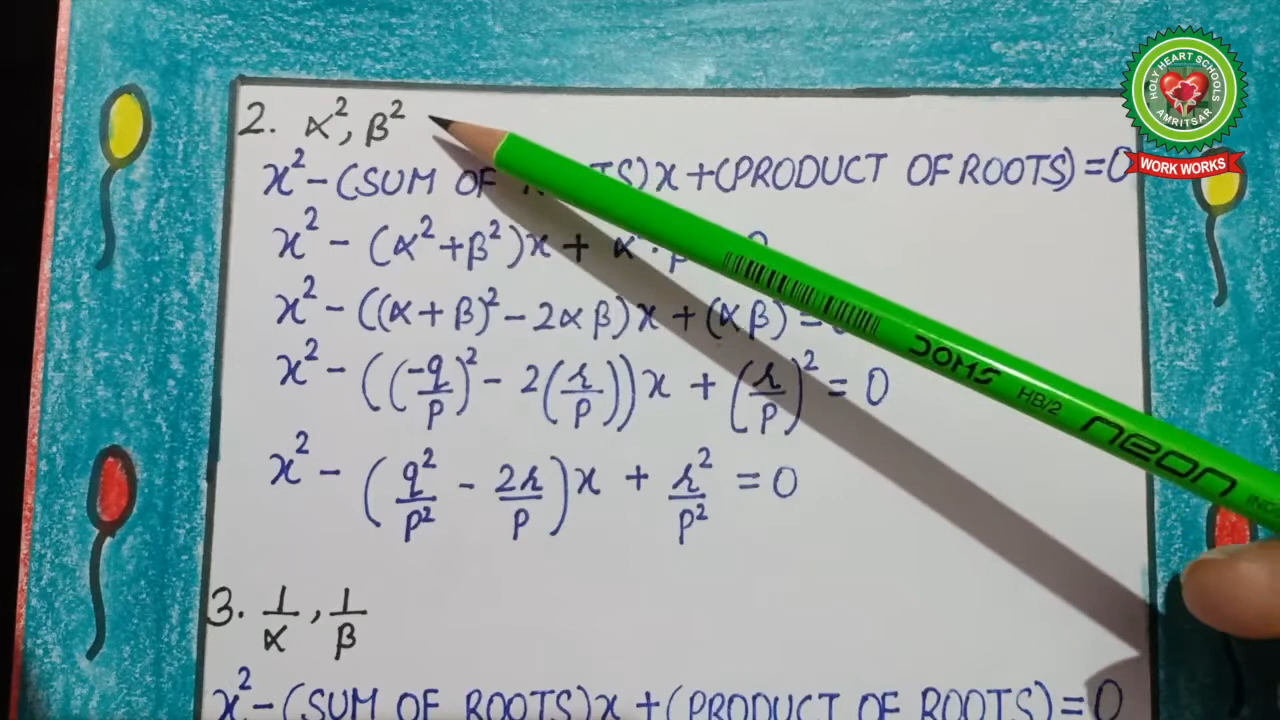 2. α², β²
x² - (SUM OF ROOTS)x + (PRODUCT OF ROOTS) = 0
x² - (α² + β²)x + α · β
x² - ((α + β)² - 2αβ)x + (αβ) = 0
x² - ((-q/p)² - 2(r/p))x + (r/p)² = 0
x² - (q²/p² - 2r/p)x + r²/p² = 0
3. 1/α, 1/β
x² - (SUM OF ROOTS)x + (PRODUCT OF ROOTS) = 0
HOLY HEART SCHOOLS
AMRITSAR
WORK WORKS
DOMS HB/2 neon